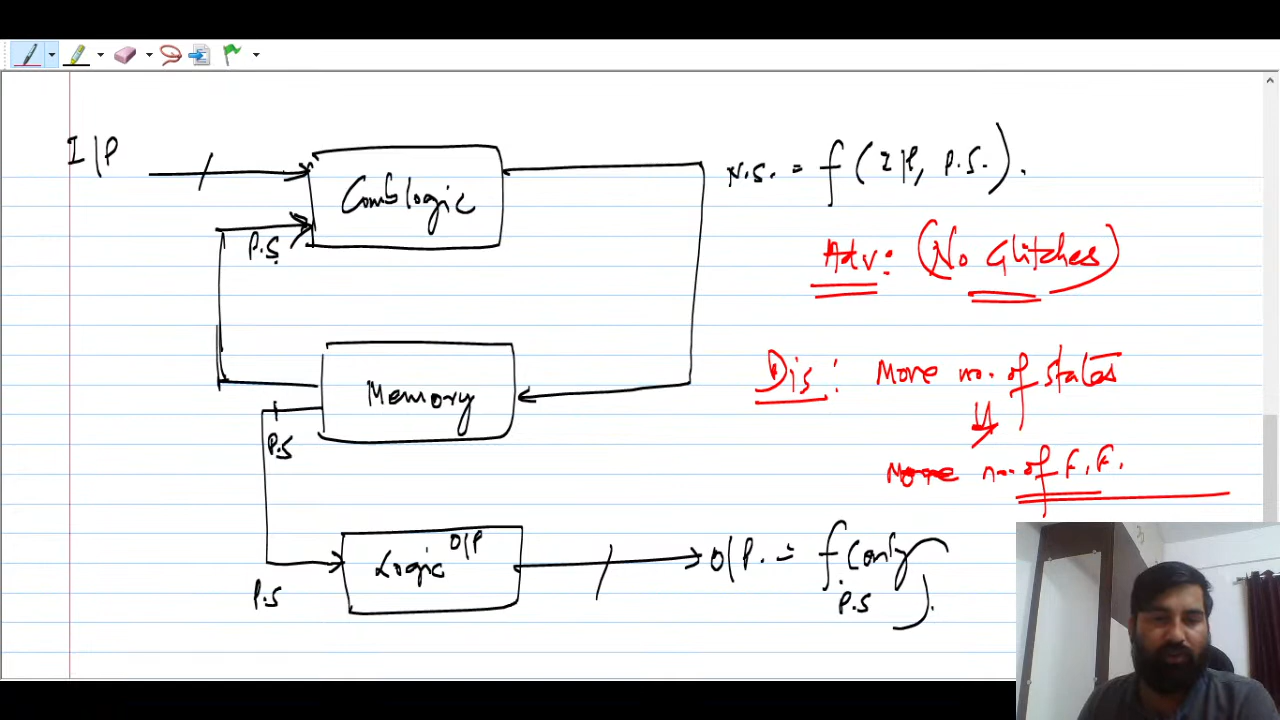 I|P
Comb logic
N.S. = f (I|P, P.S.).
P.S
Adv: (No Glitches)
Dis: More no. of states
Memory
P.S
More no. of F.F.
Logic O|P
O|P. = f (only
P.S
P.S ).